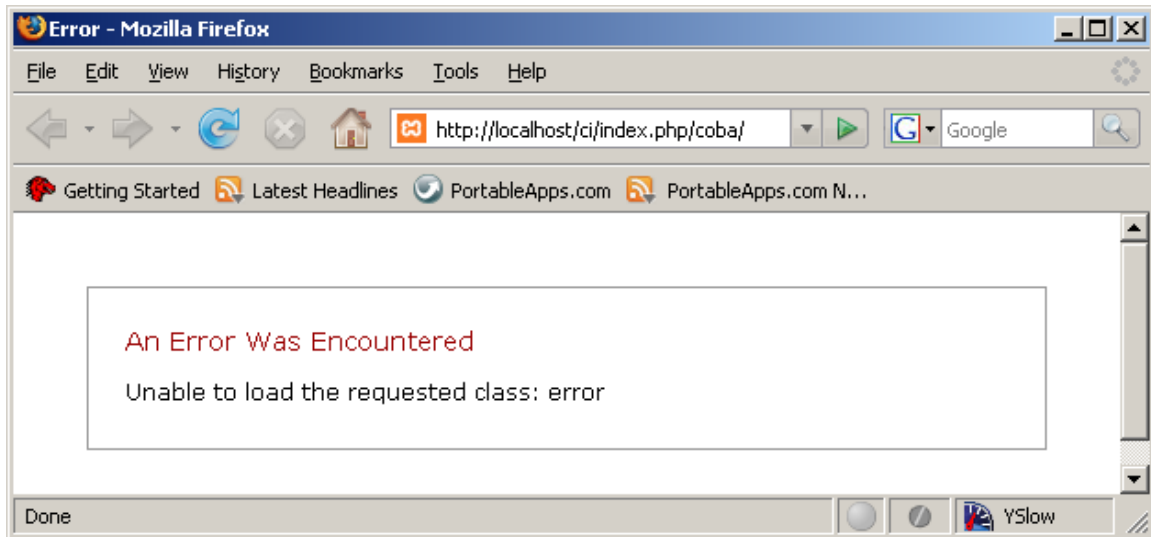 Error - Mozilla Firefox
File Edit View History Bookmarks Tools Help
http://localhost/ci/index.php/coba/ G Google
Getting Started Latest Headlines PortableApps.com PortableApps.com N...
An Error Was Encountered
Unable to load the requested class: error
Done YSlow